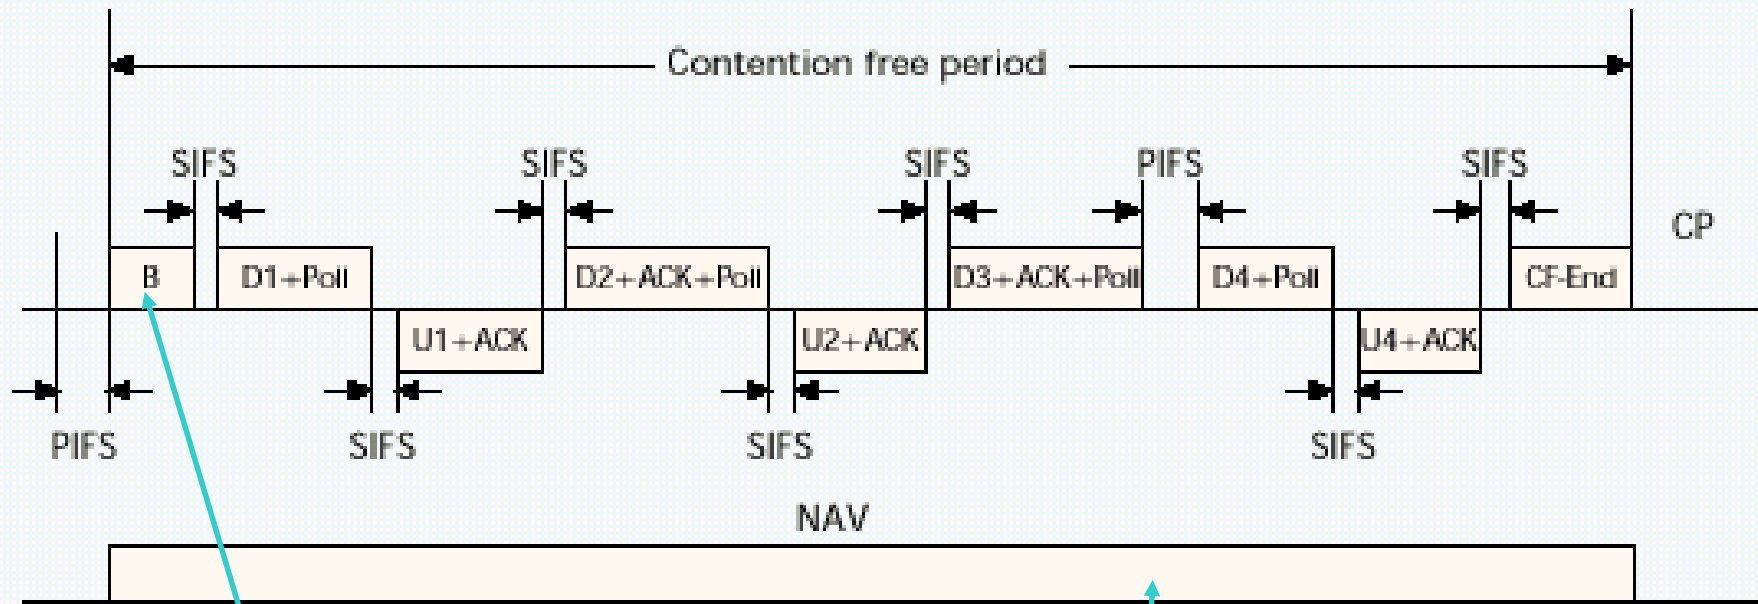 Contention free period
SIFS SIFS SIFS PIFS SIFS
CP
B D1+Poll D2+ACK+Poll D3+ACK+Poll D4+Poll CF-End
U1+ACK U2+ACK U4+ACK
PIFS SIFS SIFS SIFS
NAV